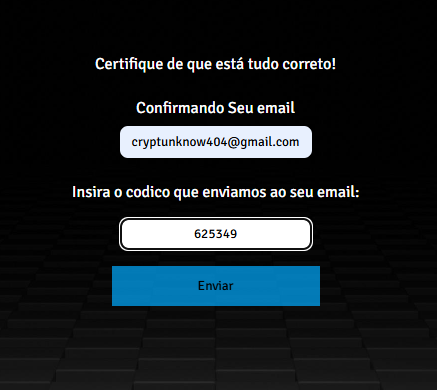 Certifique de que está tudo correto!
Confirmando Seu email
cryptunknow404@gmail.com
Insira o codico que enviamos ao seu email:
625349
Enviar